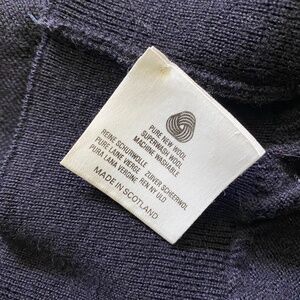 PURE NEW WOOL
SUPERWASH WOOL
MACHINE WASHABLE
REINE SCHURWOLLE ZUIVER SCHEERWOL
PURE LAINE VIERGE REN NY ULD
PURA LANA VERGINE
MADE IN SCOTLAND